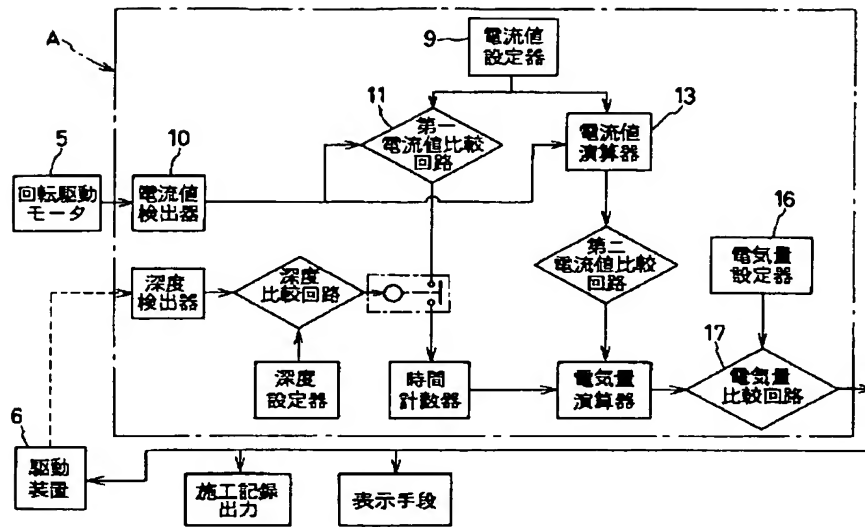 A
9
電流値
設定器
11
第一
電流値比較
回路
13
電流値
演算器
5
回転駆動
モータ
10
電流値
検出器
第二
電流値比較
回路
16
電気量
設定器
深度
検出器
深度
比較回路
17
電気量
比較回路
深度
設定器
時間
計数器
電気量
演算器
6
駆動
装置
施工記録
出力
表示手段